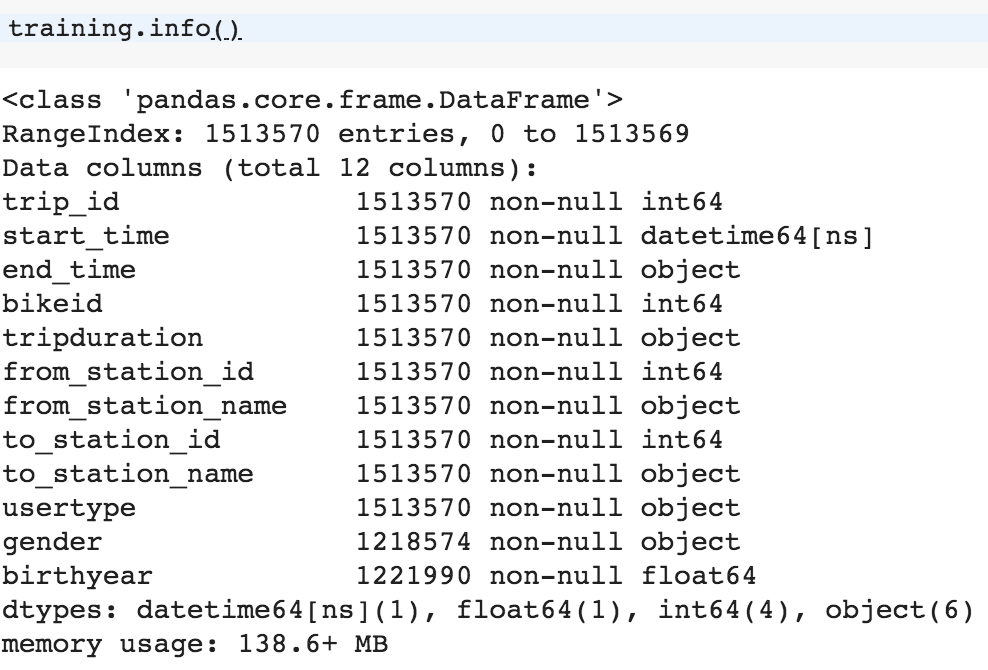 training.info()
<class 'pandas.core.frame.DataFrame'>
RangeIndex: 1513570 entries, 0 to 1513569
Data columns (total 12 columns):
trip_id              1513570 non-null int64
start_time           1513570 non-null datetime64[ns]
end_time             1513570 non-null object
bikeid               1513570 non-null int64
tripduration         1513570 non-null object
from_station_id      1513570 non-null int64
from_station_name    1513570 non-null object
to_station_id        1513570 non-null int64
to_station_name      1513570 non-null object
usertype             1513570 non-null object
gender               1218574 non-null object
birthyear            1221990 non-null float64
dtypes: datetime64[ns](1), float64(1), int64(4), object(6)
memory usage: 138.6+ MB